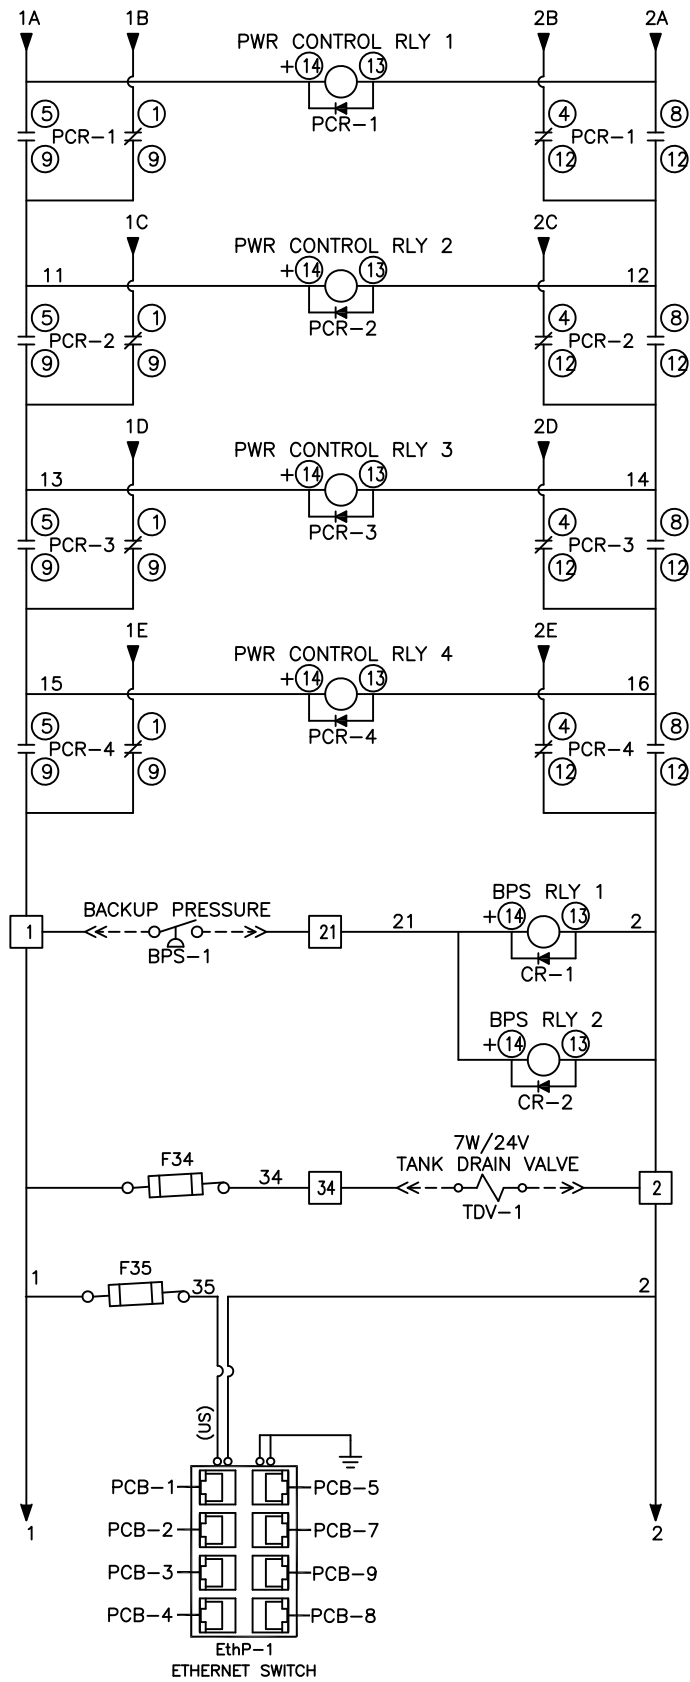 1A 1B 2B 2A
PWR CONTROL RLY 1
+ 14 13
5 1 4 8
PCR-1 PCR-1 PCR-1
9 9 12 12
1C 2C
PWR CONTROL RLY 2
11 + 14 13 12
5 1 4 8
PCR-2 PCR-2 PCR-2
9 9 12 12
1D 2D
PWR CONTROL RLY 3
13 + 14 13 14
5 1 4 8
PCR-3 PCR-3 PCR-3
9 9 12 12
1E 2E
PWR CONTROL RLY 4
15 + 14 13 16
5 1 4 8
PCR-4 PCR-4 PCR-4
9 9 12 12
BACKUP PRESSURE BPS RLY 1
1 21 21 + 14 13 2
BPS-1 CR-1
BPS RLY 2
+ 14 13
CR-2
7W/24V
F34 TANK DRAIN VALVE
34 34 2
TDV-1
1 F35 35 2
(US)
PCB-1 PCB-5
PCB-2 PCB-7
PCB-3 PCB-9
PCB-4 PCB-8
1 2
EthP-1
ETHERNET SWITCH